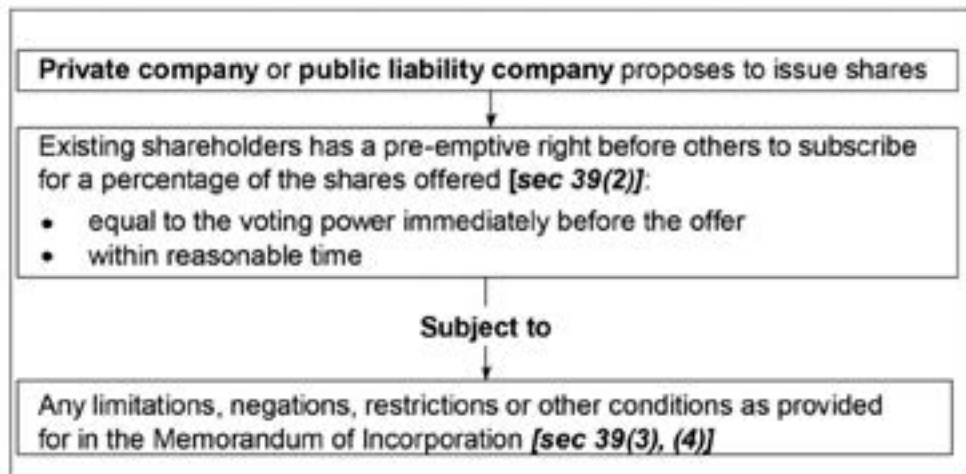 Private company or public liability company proposes to issue shares
Existing shareholders has a pre-emptive right before others to subscribe
for a percentage of the shares offered [sec 39(2)]:
• equal to the voting power immediately before the offer
• within reasonable time
Subject to
Any limitations, negations, restrictions or other conditions as provided
for in the Memorandum of Incorporation [sec 39(3), (4)]